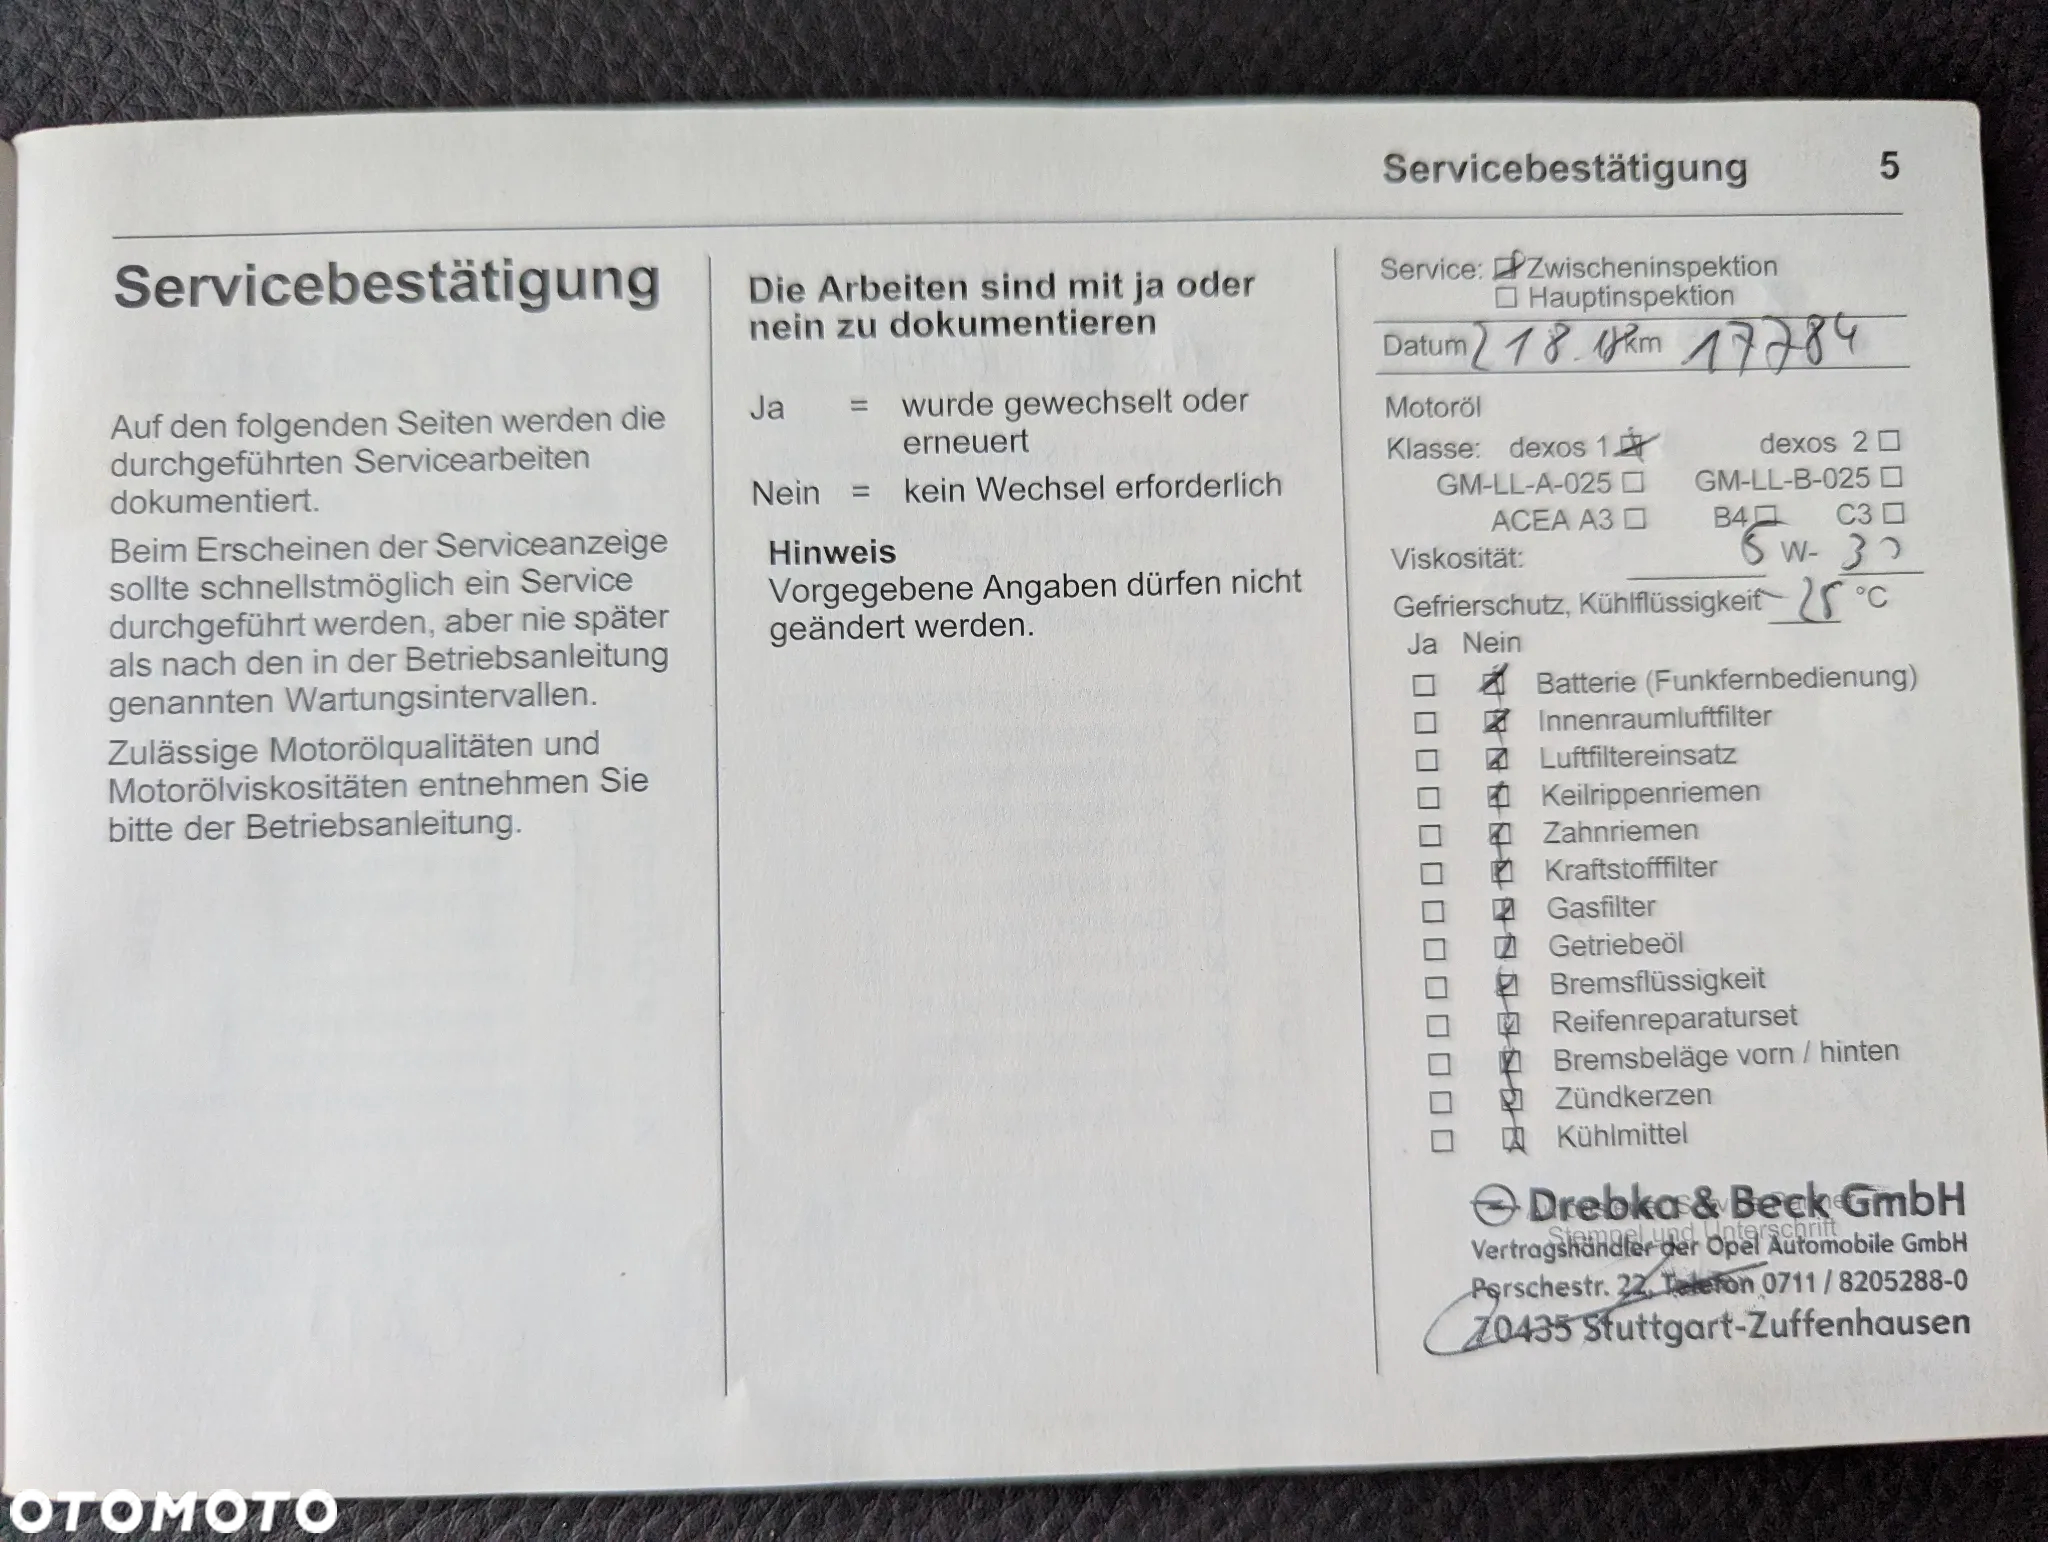 Servicebestätigung 5
Servicebestätigung
Auf den folgenden Seiten werden die
durchgeführten Servicearbeiten
dokumentiert.
Beim Erscheinen der Serviceanzeige
sollte schnellstmöglich ein Service
durchgeführt werden, aber nie später
als nach den in der Betriebsanleitung
genannten Wartungsintervallen.
Zulässige Motorölqualitäten und
Motorölviskositäten entnehmen Sie
bitte der Betriebsanleitung.
Die Arbeiten sind mit ja oder
nein zu dokumentieren
Ja = wurde gewechselt oder
erneuert
Nein = kein Wechsel erforderlich
Hinweis
Vorgegebene Angaben dürfen nicht
geändert werden.
Service: Zwischeninspektion
Hauptinspektion
Datum km 17784
Motoröl
Klasse: dexos 1 dexos 2
GM-LL-A-025 GM-LL-B-025
ACEA A3 B4 C3
Viskosität: 5 W- 30
Gefrierschutz, Kühlflüssigkeit - 25 °C
Ja Nein
Batterie (Funkfernbedienung)
Innenraumluftfilter
Luftfiltereinsatz
Keilrippenriemen
Zahnriemen
Kraftstofffilter
Gasfilter
Getriebeöl
Bremsflüssigkeit
Reifenreparaturset
Bremsbeläge vorn / hinten
Zündkerzen
Kühlmittel
Drebka & Beck GmbH
Stempel und Unterschrift
Vertragshändler der Opel Automobile GmbH
Porschestr. 22, Telefon 0711 / 8205288-0
70435 Stuttgart-Zuffenhausen
OTOMOTO